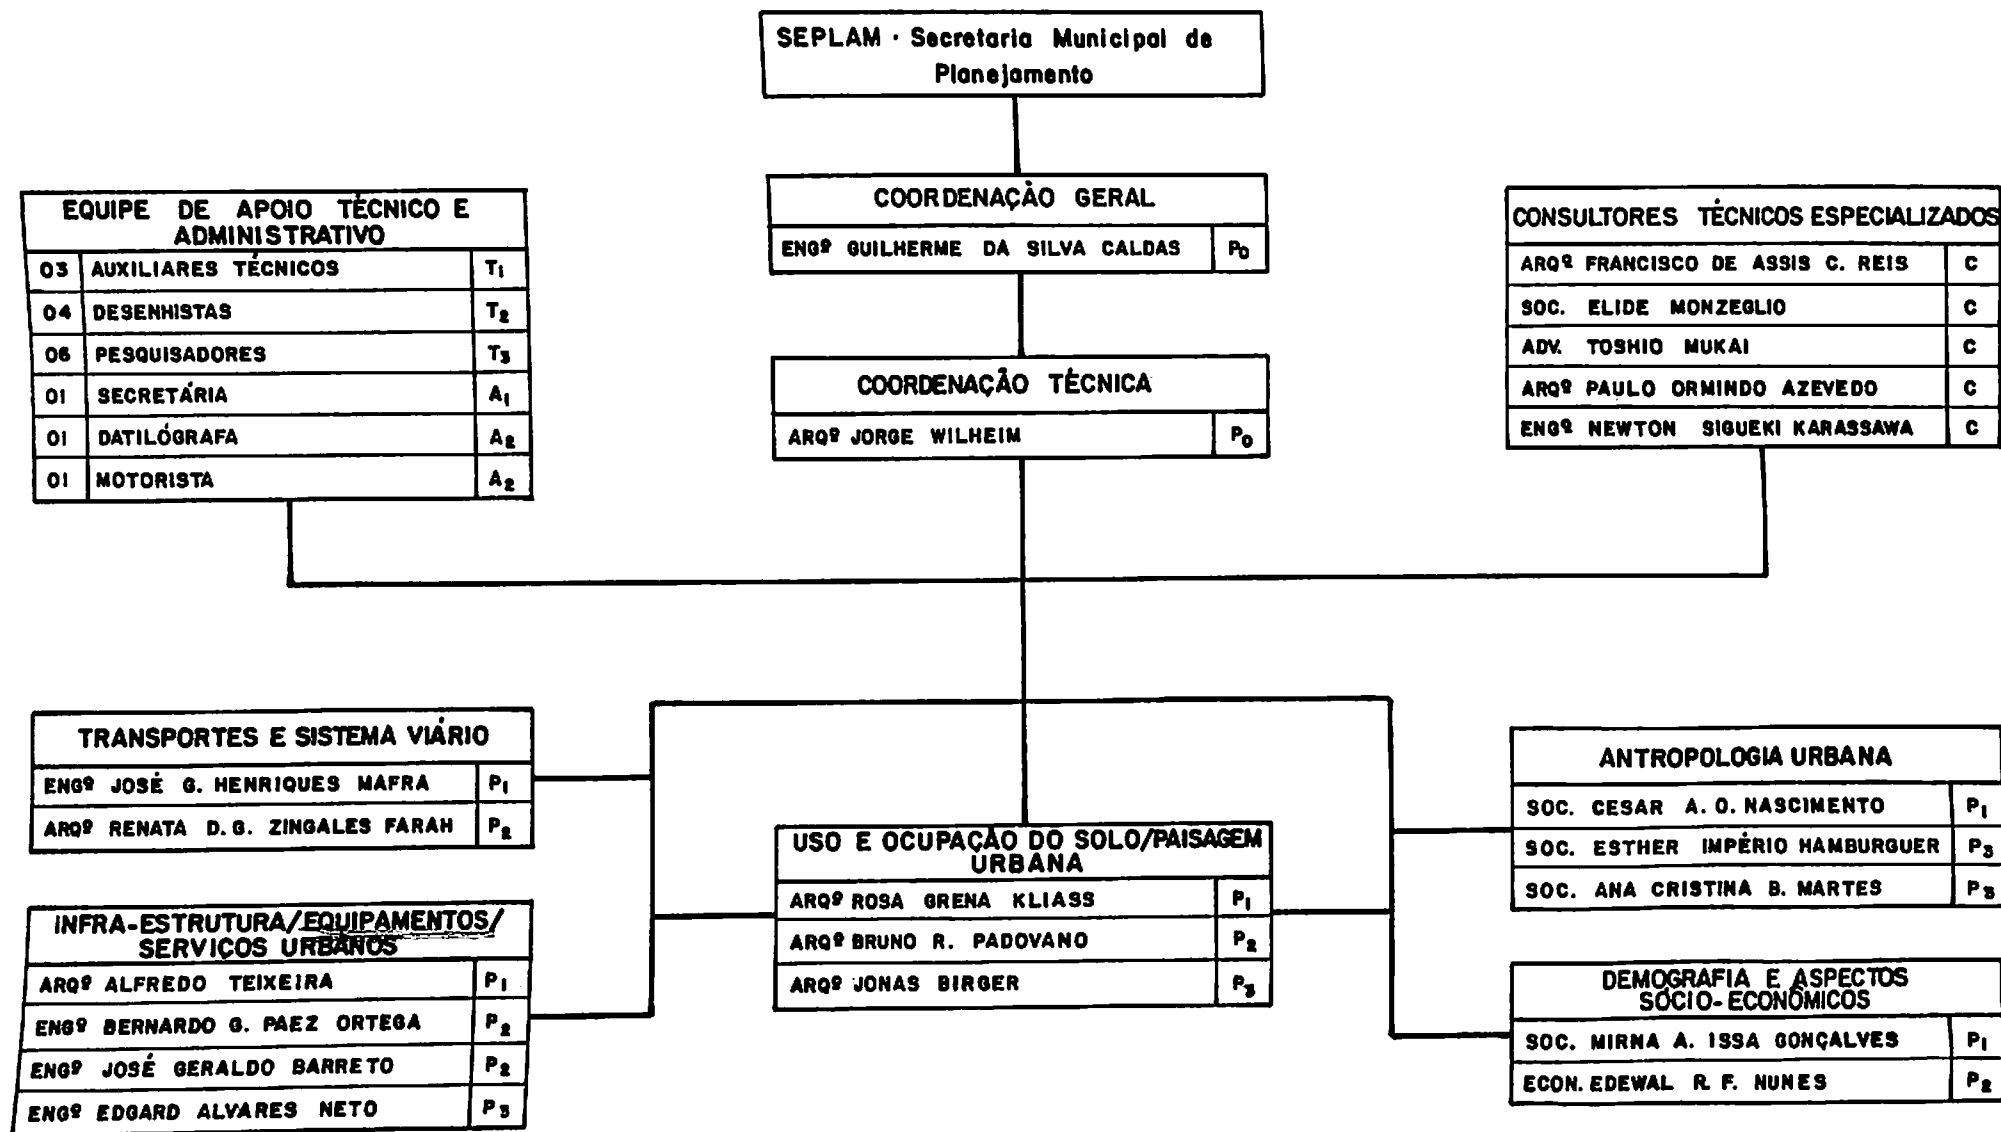 SEPLAM · Secretaria Municipal de
Planejamento
COORDENAÇÃO GERAL
ENGº GUILHERME DA SILVA CALDAS P0
COORDENAÇÃO TÉCNICA
ARQº JORGE WILHEIM P0
EQUIPE DE APOIO TÉCNICO E
ADMINISTRATIVO
03 AUXILIARES TÉCNICOS T1
04 DESENHISTAS T2
06 PESQUISADORES T3
01 SECRETÁRIA A1
01 DATILÓGRAFA A2
01 MOTORISTA A2
CONSULTORES TÉCNICOS ESPECIALIZADOS
ARQº FRANCISCO DE ASSIS C. REIS C
SOC. ELIDE MONZEGLIO C
ADV. TOSHIO MUKAI C
ARQº PAULO ORMINDO AZEVEDO C
ENGº NEWTON SIGUEKI KARASSAWA C
TRANSPORTES E SISTEMA VIÁRIO
ENGº JOSÉ G. HENRIQUES MAFRA P1
ARQº RENATA D.G. ZINGALES FARAH P2
INFRA-ESTRUTURA/EQUIPAMENTOS/
SERVIÇOS URBANOS
ARQº ALFREDO TEIXEIRA P1
ENGº BERNARDO G. PAEZ ORTEGA P2
ENGº JOSÉ GERALDO BARRETO P2
ENGº EDGARD ALVARES NETO P3
USO E OCUPAÇÃO DO SOLO/PAISAGEM
URBANA
ARQº ROSA GRENA KLIASS P1
ARQº BRUNO R. PADOVANO P2
ARQº JONAS BIRGER P3
ANTROPOLOGIA URBANA
SOC. CESAR A. O. NASCIMENTO P1
SOC. ESTHER IMPÉRIO HAMBURGUER P3
SOC. ANA CRISTINA B. MARTES P3
DEMOGRAFIA E ASPECTOS
SÓCIO-ECONÔMICOS
SOC. MIRNA A. ISSA GONÇALVES P1
ECON. EDEWAL R. F. NUNES P2